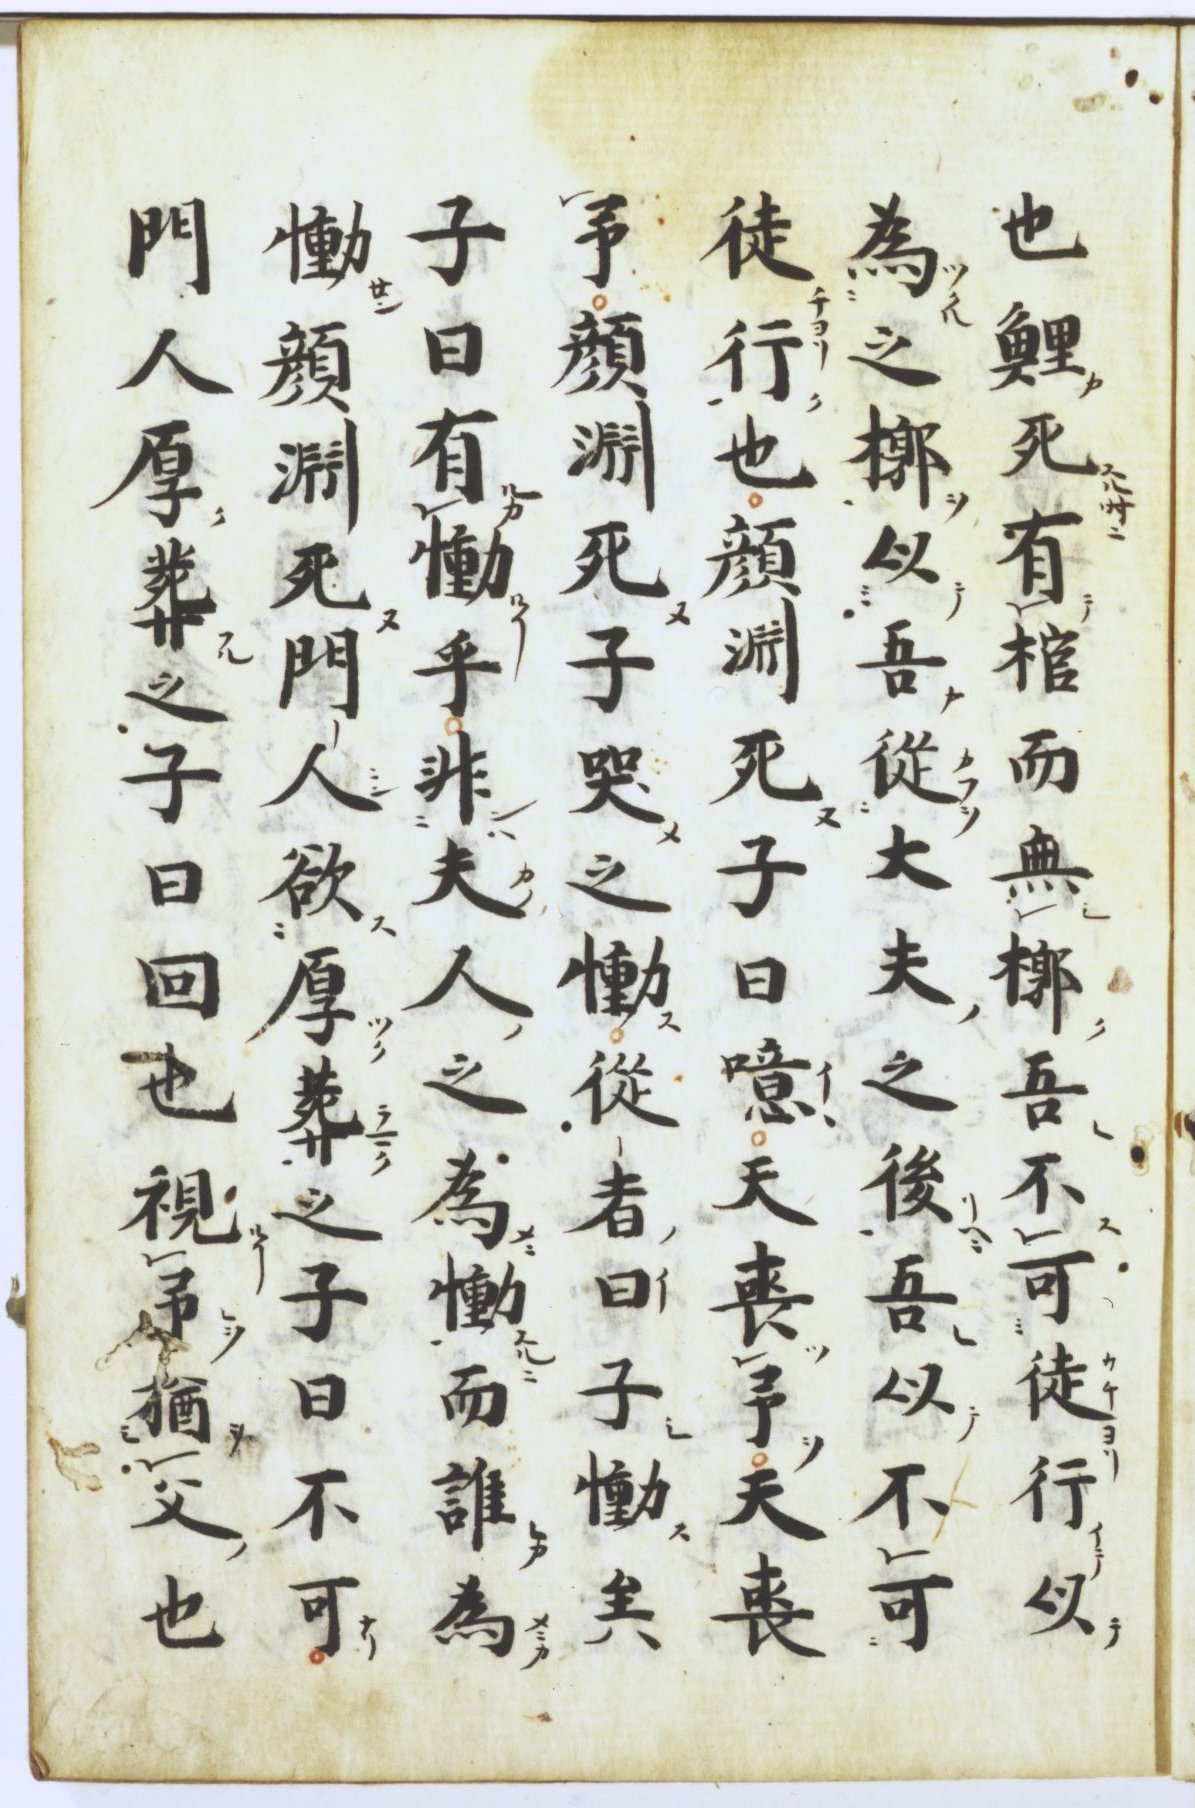 也鯉死有棺而無槨吾不可徒行以
為之槨以吾從大夫之後吾以不可
徒行也顔淵死子曰噫天喪予天喪
予顔淵死子哭之慟從者曰子慟矣
子曰有慟乎非夫人之為慟而誰為
慟顔淵死門人欲厚葬之子曰不可
門人厚葬之子曰回也視予猶父也